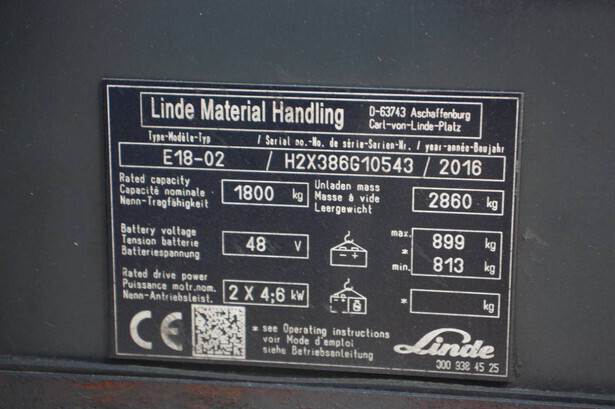 Linde Material Handling
D-63743 Aschaffenburg
Carl-von-Linde-Platz
Type-Modèle-Typ / Serial no.-No. de série-Serien-Nr. / year-année-Baujahr
E18-02 / H2X386G10543 / 2016
Rated capacity
Capacité nominale
Nenn-Tragfähigkeit
1800 kg
Unladen mass
Masse à vide
Leergewicht
2860 kg
Battery voltage
Tension batterie
Batteriespannung
48 V
max. 899 kg
*
min. 813 kg
Rated drive power
Puissance motr.nom.
Nenn-Antriebsleist.
2 X 4,6 kW
* kg
CE
* see Operating instructions
voir Mode d'emploi
siehe Betriebsanleitung
Linde
000 938 45 25